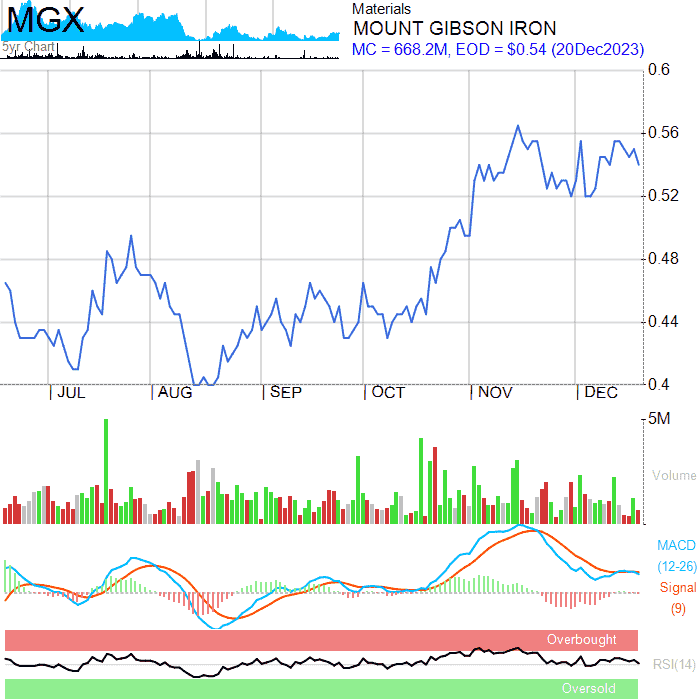 MGX
5yr Chart
Materials
MOUNT GIBSON IRON
MC = 668.2M, EOD = $0.54 (20Dec2023)
0.6
0.56
0.52
0.48
0.44
0.4
JUL AUG SEP OCT NOV DEC
5M
Volume
MACD
(12-26)
Signal
(9)
Overbought
RSI(14)
Oversold